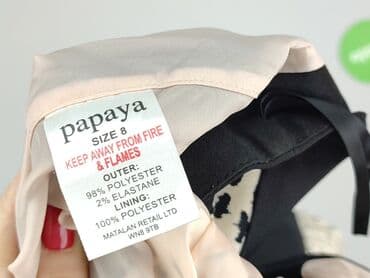 papaya
SIZE 8
KEEP AWAY FROM FIRE
& FLAMES
OUTER:
98% POLYESTER
2% ELASTANE
LINING:
100% POLYESTER
MATALAN RETAIL LTD
WN8 9TB